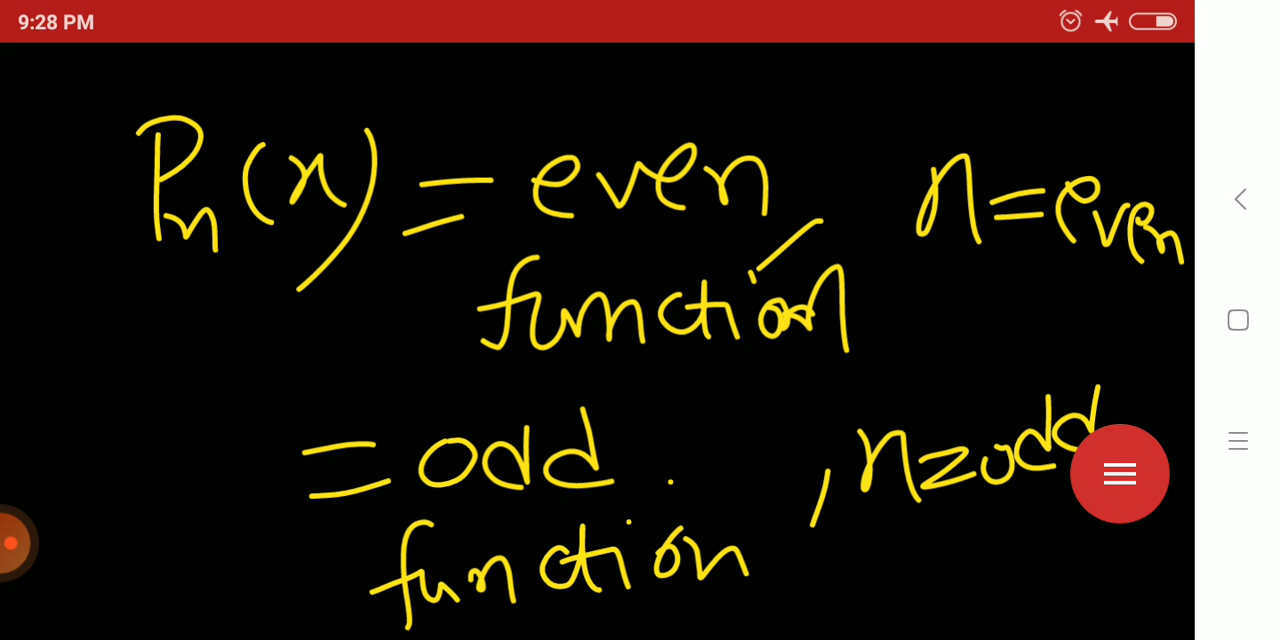 9:28 PM
Pn(x) = even n = even
function
= odd , n = odd
function